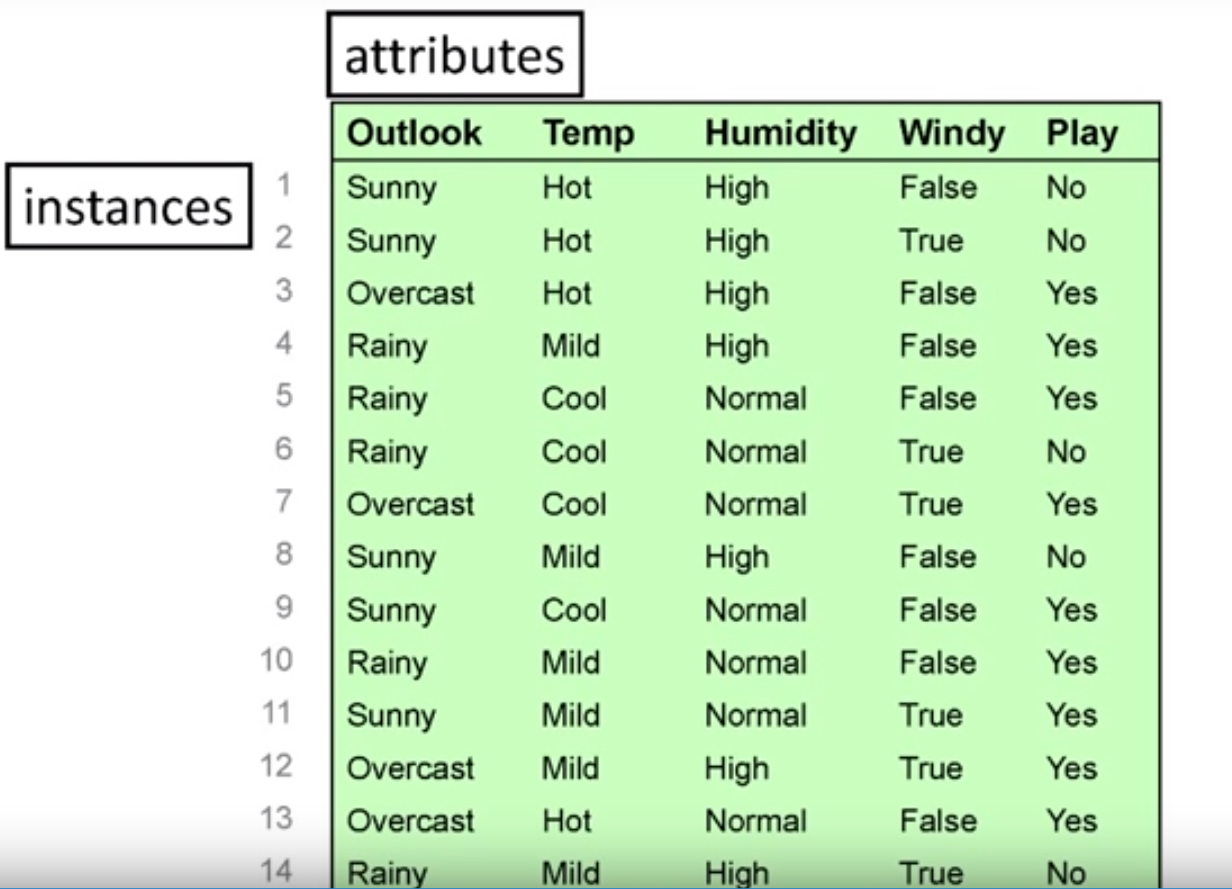 attributes
Outlook Temp Humidity Windy Play
instances
1 Sunny Hot High False No
2 Sunny Hot High True No
3 Overcast Hot High False Yes
4 Rainy Mild High False Yes
5 Rainy Cool Normal False Yes
6 Rainy Cool Normal True No
7 Overcast Cool Normal True Yes
8 Sunny Mild High False No
9 Sunny Cool Normal False Yes
10 Rainy Mild Normal False Yes
11 Sunny Mild Normal True Yes
12 Overcast Mild High True Yes
13 Overcast Hot Normal False Yes
14 Rainy Mild High True No